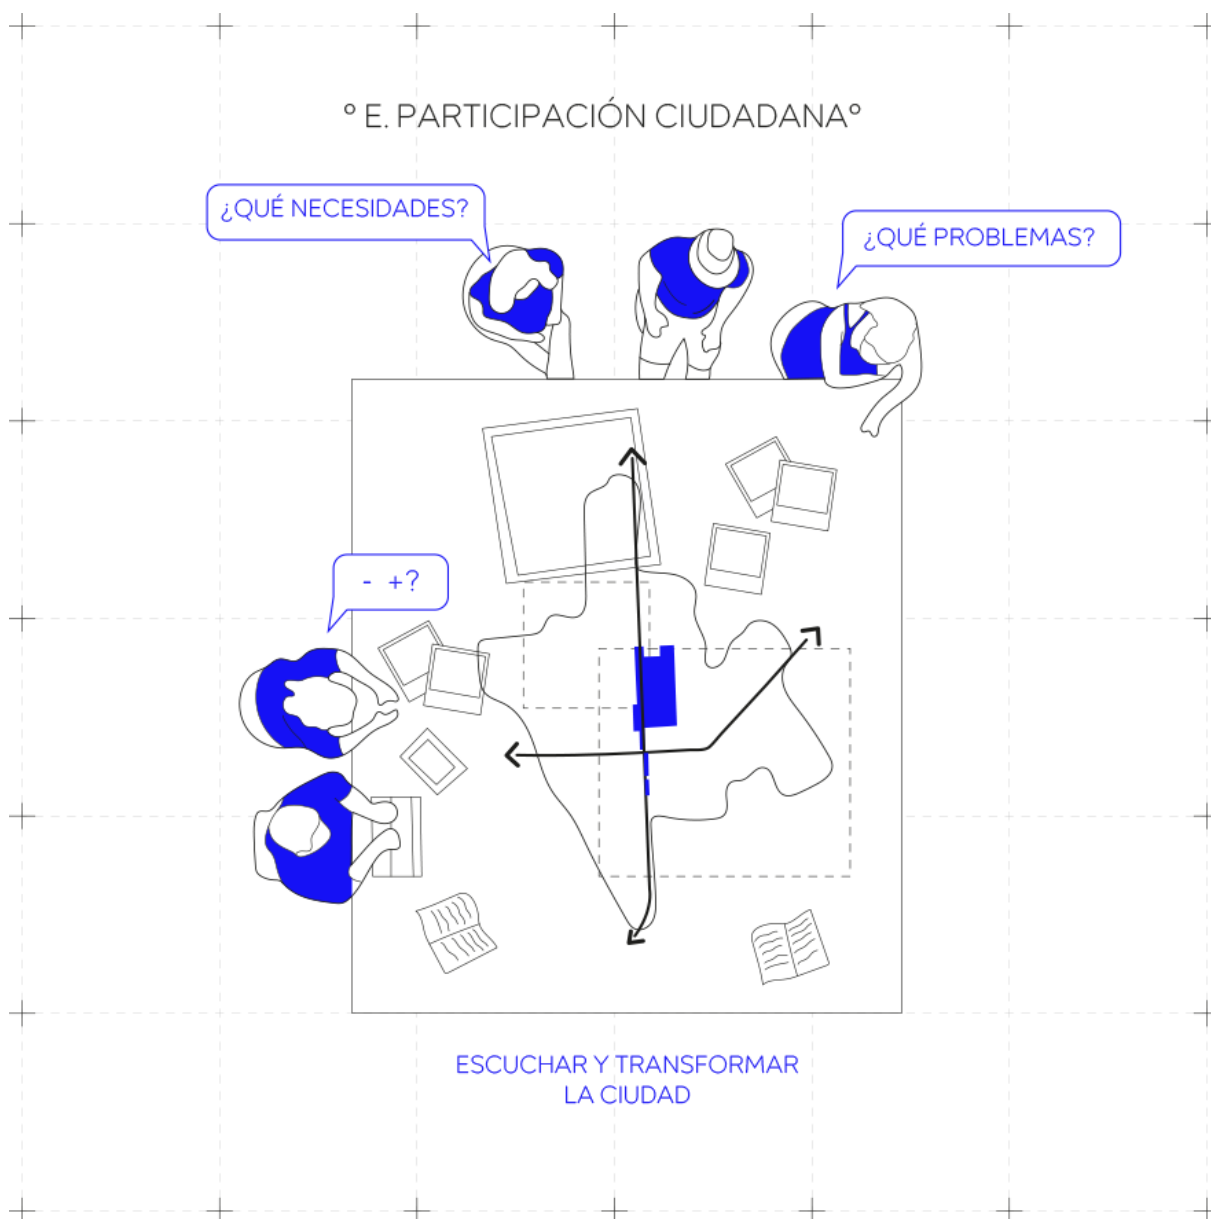 ° E. PARTICIPACIÓN CIUDADANA°
¿QUÉ NECESIDADES?
¿QUÉ PROBLEMAS?
- +?
ESCUCHAR Y TRANSFORMAR
LA CIUDAD